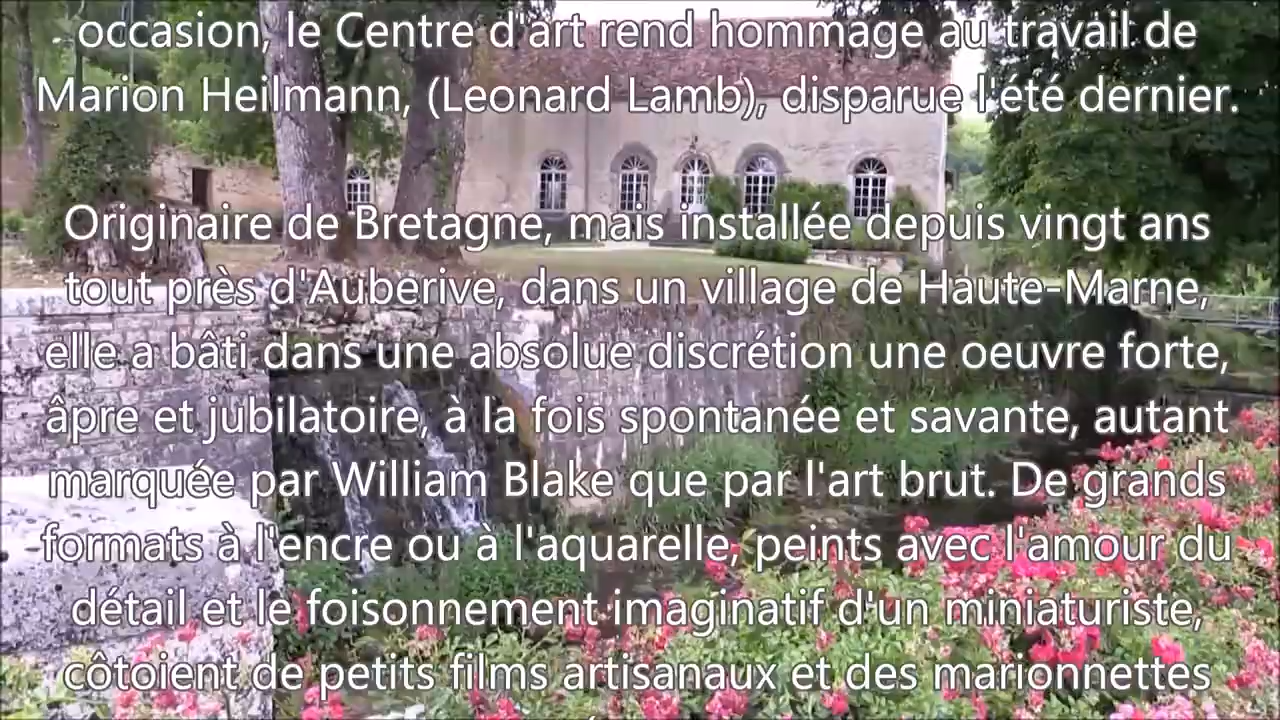 occasion, le Centre d'art rend hommage au travail de
Marion Heilmann, (Leonard Lamb), disparue l'été dernier.
Originaire de Bretagne, mais installée depuis vingt ans
tout près d'Auberive, dans un village de Haute-Marne,
elle a bâti dans une absolue discrétion une oeuvre forte,
âpre et jubilatoire, à la fois spontanée et savante, autant
marquée par William Blake que par l'art brut. De grands
formats à l'encre ou à l'aquarelle, peints avec l'amour du
détail et le foisonnement imaginatif d'un miniaturiste,
côtoient de petits films artisanaux et des marionnettes